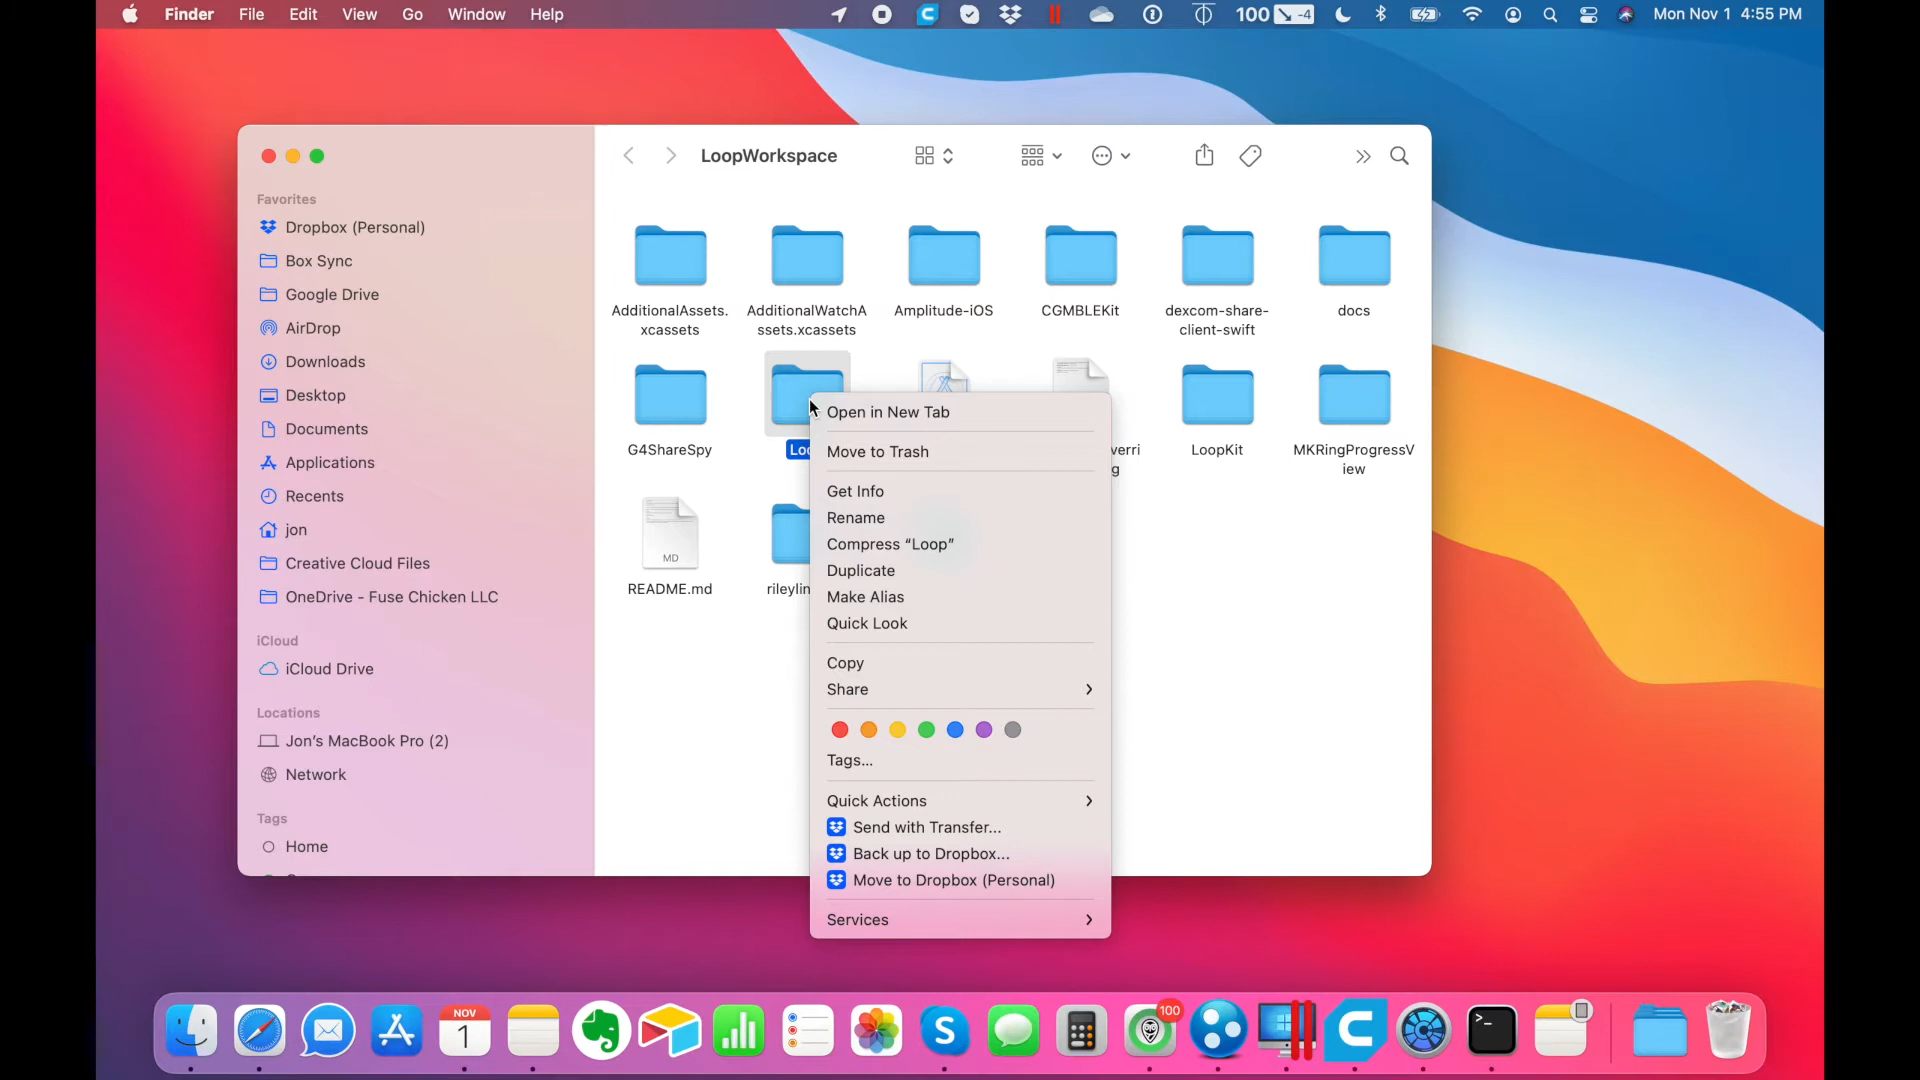 Finder File Edit View Go Window Help 100 -4 Mon Nov 1 4:55 PM
LoopWorkspace
Favorites
Dropbox (Personal)
Box Sync
Google Drive
AirDrop
Downloads
Desktop
Documents
Applications
Recents
jon
Creative Cloud Files
OneDrive - Fuse Chicken LLC
iCloud
iCloud Drive
Locations
Jon's MacBook Pro (2)
Network
Tags
Home
AdditionalAssets.
xcassets
AdditionalWatchA
ssets.xcassets
Amplitude-iOS
CGMBLEKit
dexcom-share-
client-swift
docs
G4ShareSpy
Loo
verri
g
LoopKit
MKRingProgressV
iew
MD
README.md
rileylin
Open in New Tab
Move to Trash
Get Info
Rename
Compress “Loop”
Duplicate
Make Alias
Quick Look
Copy
Share
Tags...
Quick Actions
Send with Transfer...
Back up to Dropbox...
Move to Dropbox (Personal)
Services
NOV
1
S
100
C
>_